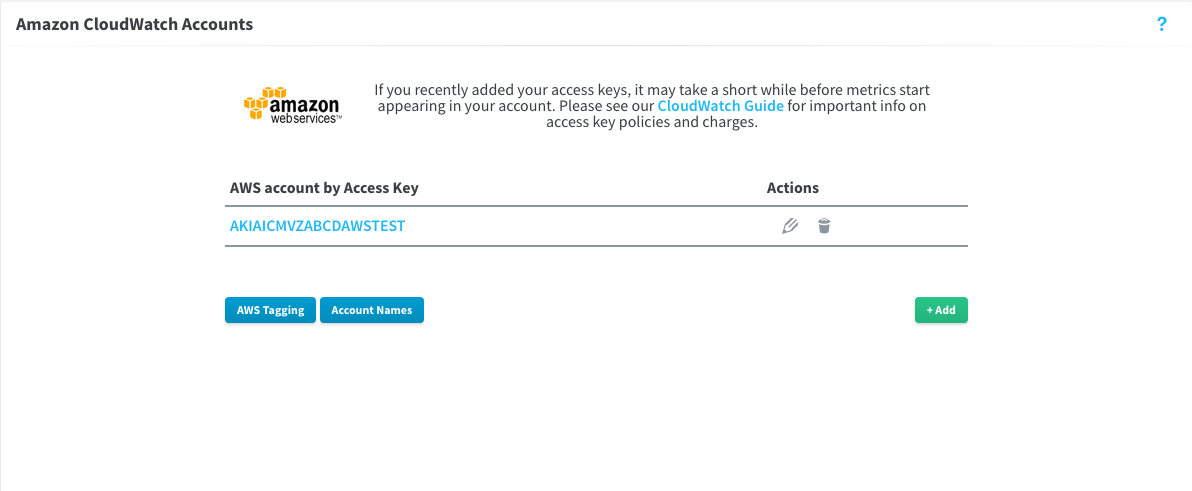 Amazon CloudWatch Accounts
?
amazon
webservices™
If you recently added your access keys, it may take a short while before metrics start
appearing in your account. Please see our CloudWatch Guide for important info on
access key policies and charges.
AWS account by Access Key
Actions
AKIAICMVZABCDAWSTEST
AWS Tagging
Account Names
+ Add